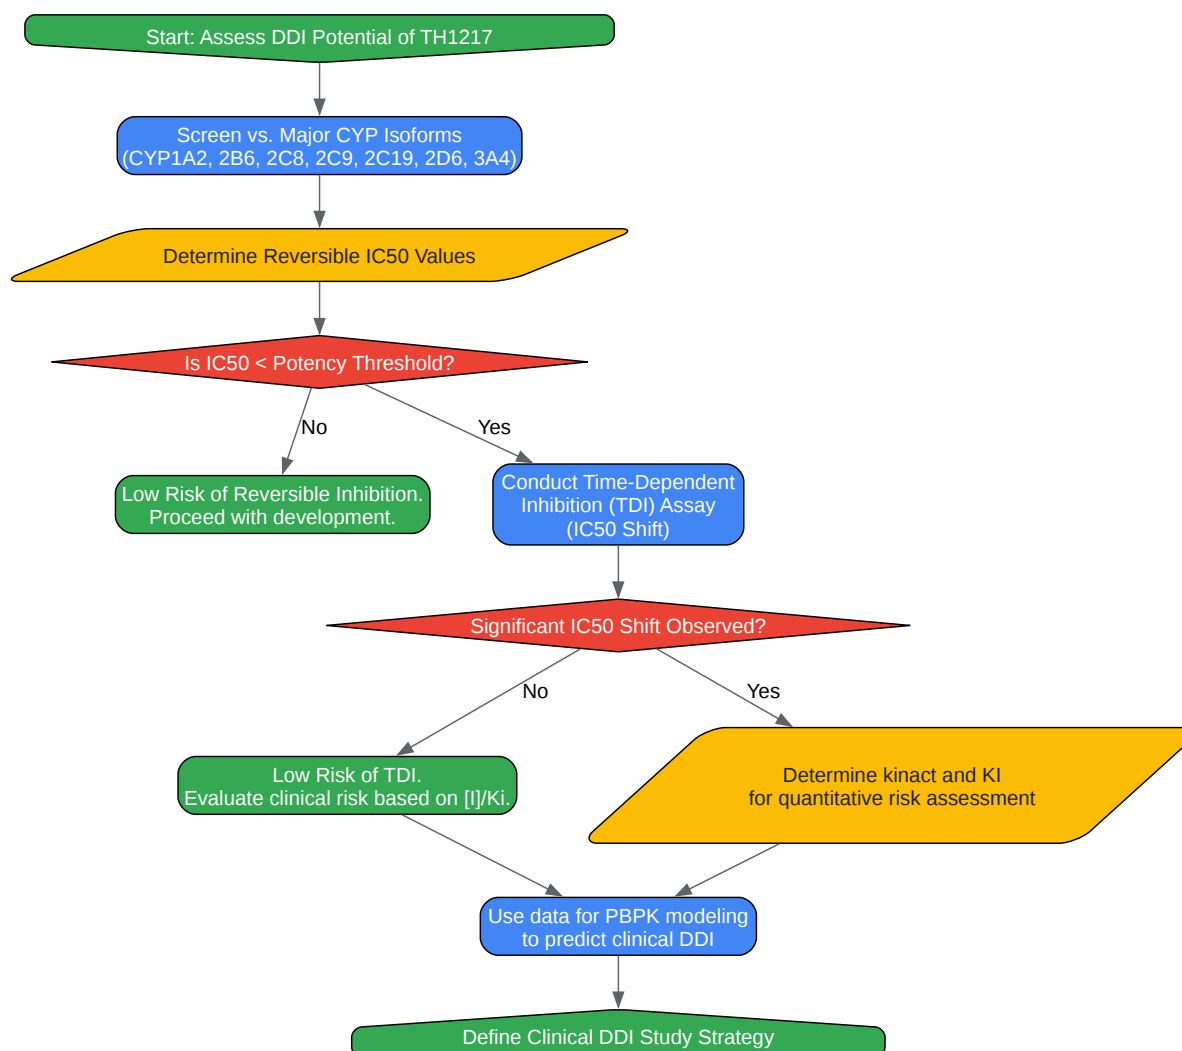 Start: Assess DDI Potential of TH1217
Screen vs. Major CYP Isoforms
(CYP1A2, 2B6, 2C8, 2C9, 2C19, 2D6, 3A4)
Determine Reversible IC50 Values
Is IC50 < Potency Threshold?
No
Yes
Low Risk of Reversible Inhibition.
Proceed with development.
Conduct Time-Dependent
Inhibition (TDI) Assay
(IC50 Shift)
Significant IC50 Shift Observed?
No
Yes
Low Risk of TDI.
Evaluate clinical risk based on [I]/Ki.
Determine kinact and KI
for quantitative risk assessment
Use data for PBPK modeling
to predict clinical DDI
Define Clinical DDI Study Strategy